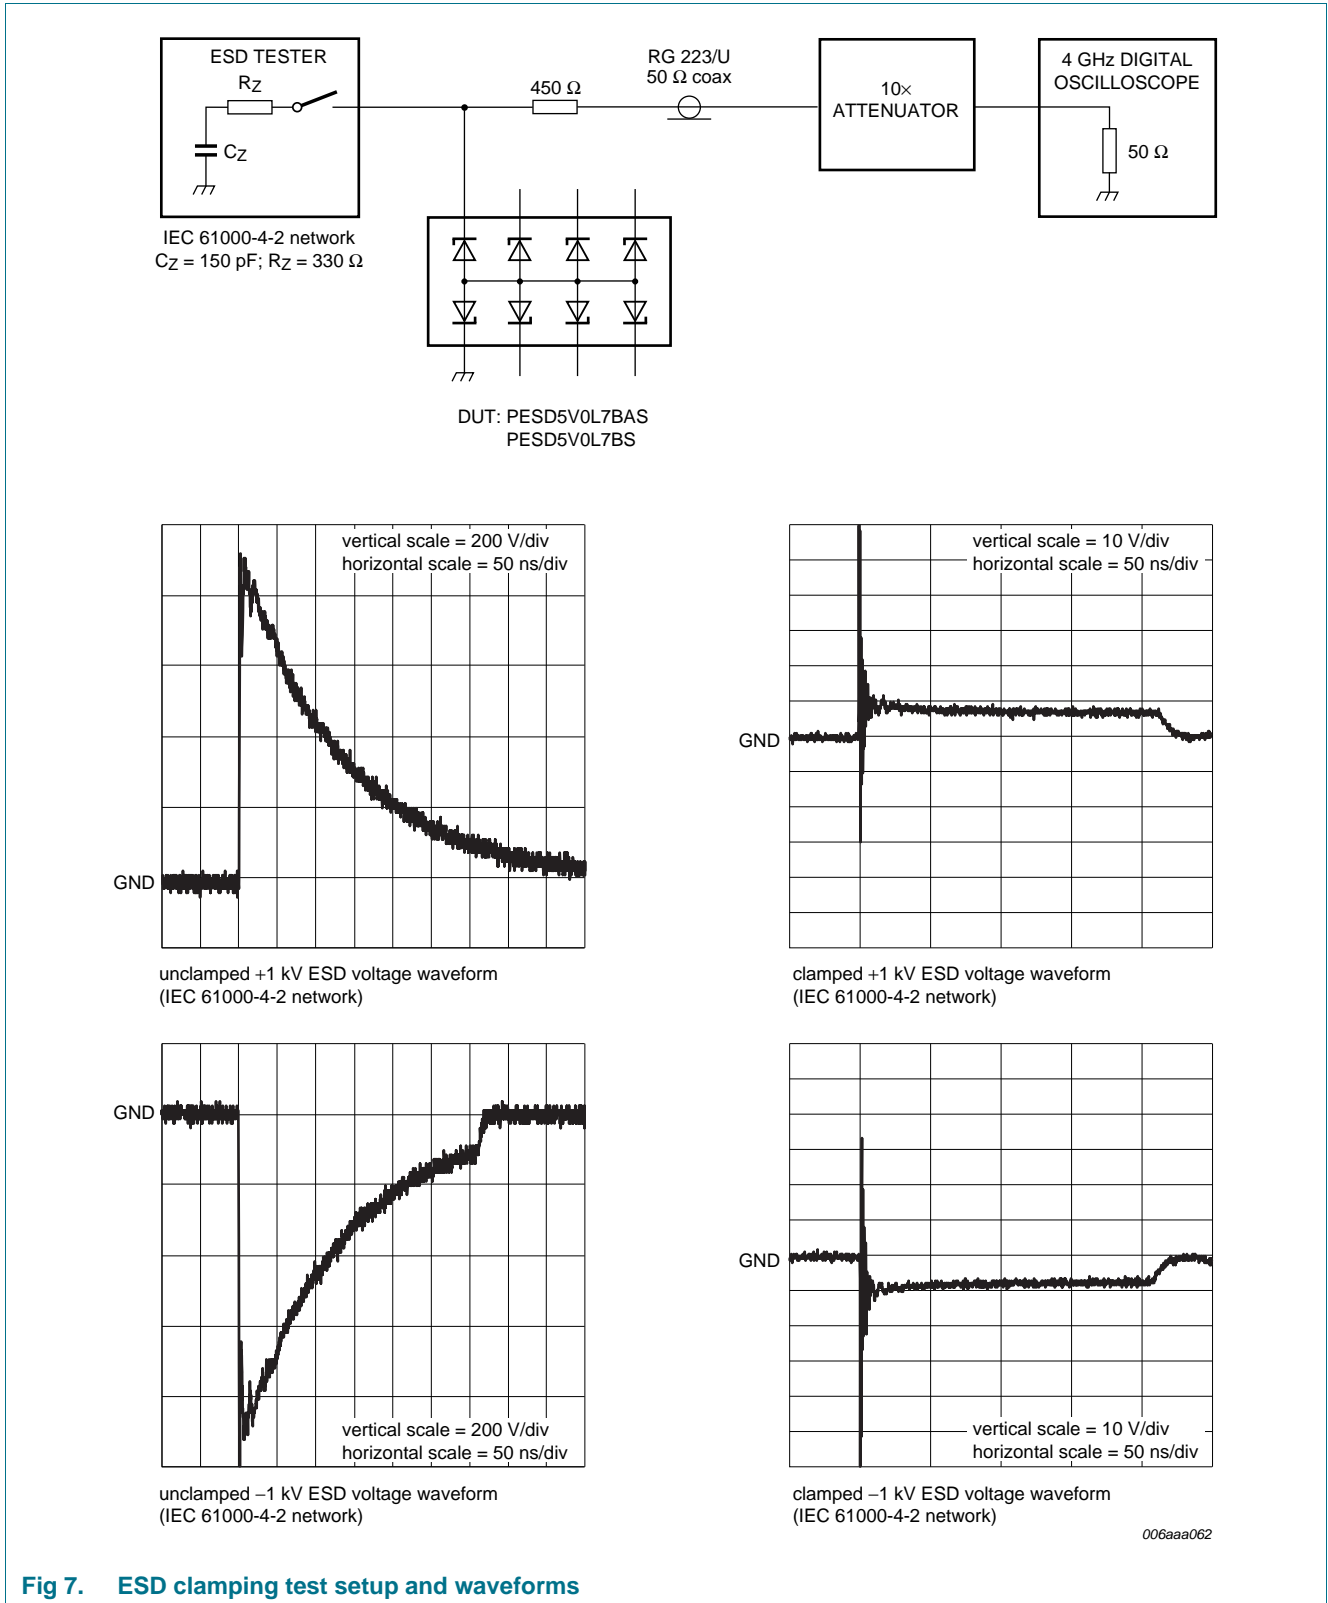 ESD TESTER
RZ
CZ
450 Ω
RG 223/U
50 Ω coax
10×
ATTENUATOR
4 GHz DIGITAL
OSCILLOSCOPE
50 Ω
IEC 61000-4-2 network
CZ = 150 pF; RZ = 330 Ω
DUT: PESD5V0L7BAS
PESD5V0L7BS
vertical scale = 200 V/div
horizontal scale = 50 ns/div
GND
unclamped +1 kV ESD voltage waveform
(IEC 61000-4-2 network)
vertical scale = 10 V/div
horizontal scale = 50 ns/div
GND
clamped +1 kV ESD voltage waveform
(IEC 61000-4-2 network)
GND
vertical scale = 200 V/div
horizontal scale = 50 ns/div
unclamped −1 kV ESD voltage waveform
(IEC 61000-4-2 network)
GND
vertical scale = 10 V/div
horizontal scale = 50 ns/div
clamped −1 kV ESD voltage waveform
(IEC 61000-4-2 network)
006aaa062
Fig 7. ESD clamping test setup and waveforms